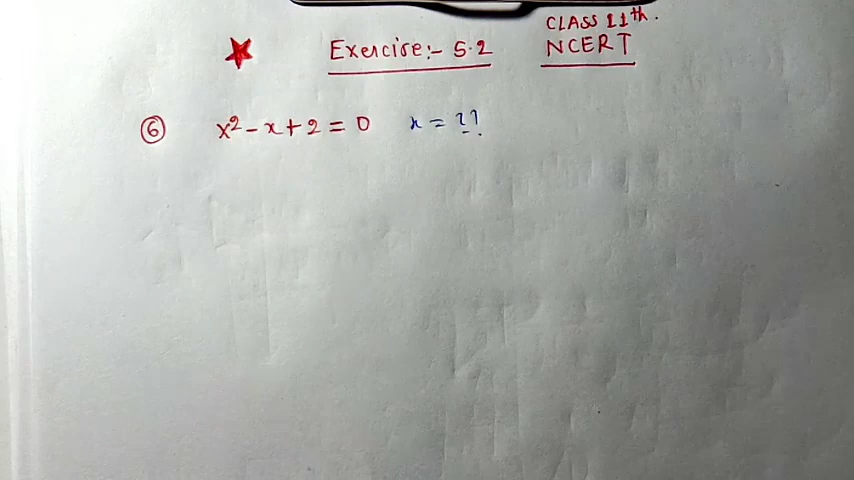 CLASS 11th.
Exercise:- 5.2 NCERT
6 x² - x + 2 = 0 x = ??